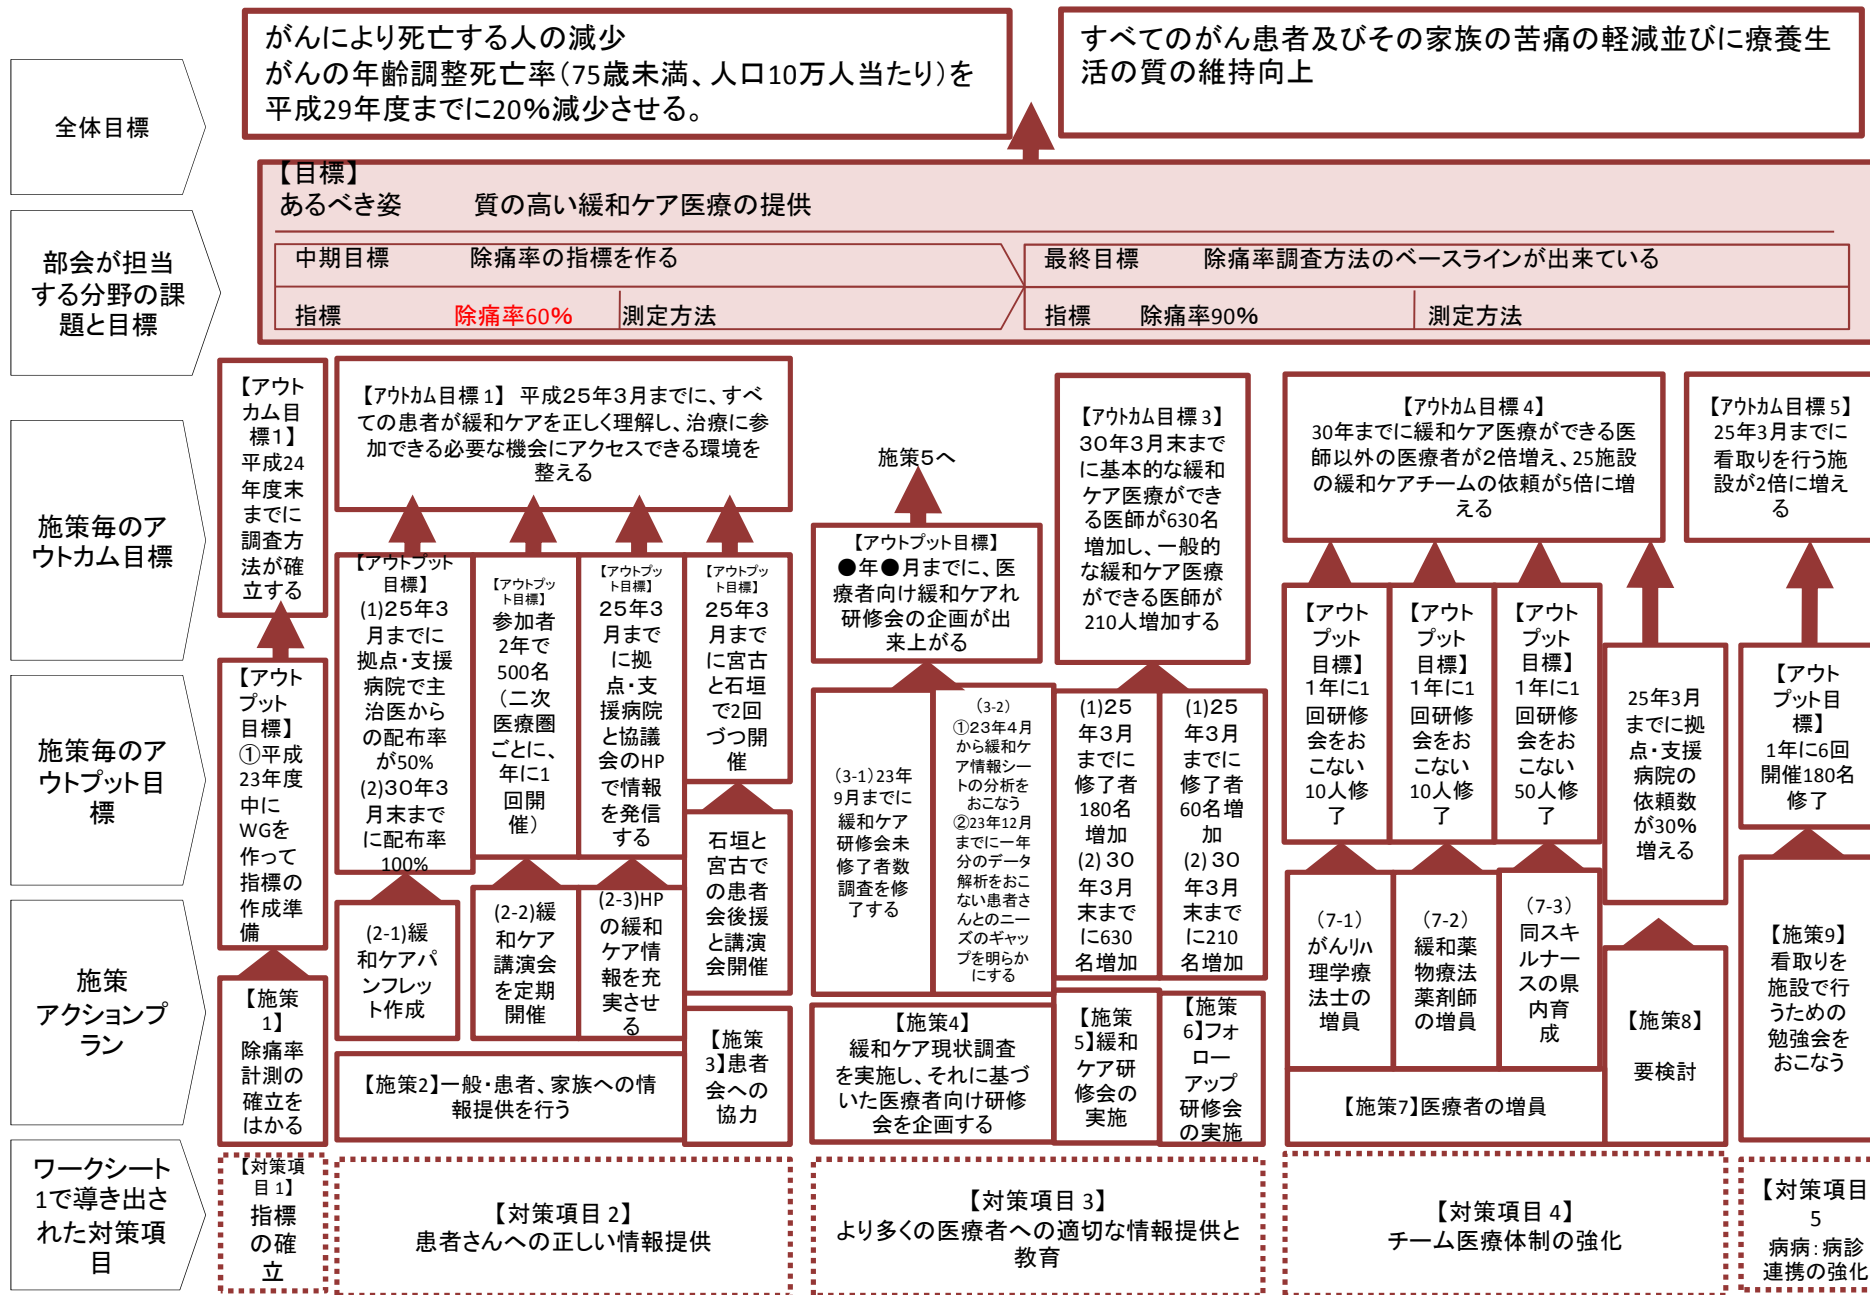 全体目標
がんにより死亡する人の減少
がんの年齢調整死亡率（75歳未満、人口10万人当たり）を
平成29年度までに20%減少させる。
すべてのがん患者及びその家族の苦痛の軽減並びに療養生
活の質の維持向上
部会が担当
する分野の課
題と目標
【目標】
あるべき姿　　質の高い緩和ケア医療の提供
中期目標　　除痛率の指標を作る
最終目標　　除痛率調査方法のベースラインが出来ている
指標　　除痛率60%　　測定方法
指標　　除痛率90%　　測定方法
施策毎のア
ウトカム目標
【アウト
カム目
標1】
平成24
年度末
までに
調査方
法が確
立する
【アウトカム目標1】 平成25年3月までに、すべ
ての患者が緩和ケアを正しく理解し、治療に参
加できる必要な機会にアクセスできる環境を
整える
施策5へ
【アウトカム目標3】
30年3月末まで
に基本的な緩和
ケア医療ができ
る医師が630名
増加し、一般的
な緩和ケア医療
ができる医師が
210人増加する
【アウトカム目標4】
30年までに緩和ケア医療ができる医
師以外の医療者が2倍増え、25施設
の緩和ケアチームの依頼が5倍に増
える
【アウトカム目標5】
25年3月までに
看取りを行う施
設が2倍に増え
る
施策毎のア
ウトプット目
標
【アウト
プット
目標】
①平成
23年度
中に
WGを
作って
指標の
作成準
備
【アウトプット
目標】
(1)25年3
月までに
拠点・支援
病院で主
治医から
の配布率
が50%
(2)30年3
月末まで
に配布率
100%
【アウトプッ
ト目標】
参加者
2年で
500名
（二次
医療圏
ごとに、
年に1
回開
催）
【アウトプッ
ト目標】
25年3
月まで
に拠
点・支
援病院
と協議
会のHP
で情報
を発信
する
【アウトプッ
ト目標】
25年3
月まで
に宮古
と石垣
で2回
づつ開
催
【アウトプット目標】
●年●月までに、医
療者向け緩和ケアれ
研修会の企画が出
来上がる
(3-1)23年
9月までに
緩和ケア
研修会未
修了者数
調査を修
了する
(3-2)
①23年4月
から緩和ケ
ア情報シー
トの分析を
おこなう
②23年12月
までに一年
分のデータ
解析をおこ
ない患者さ
んとのニー
ズのギャッ
プを明らか
にする
(1)25
年3月
までに
修了者
180名
増加
(2)30
年3月
末まで
に630
名増加
(1)25
年3月
までに
修了者
60名増
加
(2)30
年3月
末まで
に210
名増加
【アウト
プット
目標】
1年に1
回研修
会をお
こない
10人修
了
【アウト
プット
目標】
1年に1
回研修
会をお
こない
10人修
了
【アウト
プット
目標】
1年に1
回研修
会をお
こない
50人修
了
25年3月
までに拠
点・支援
病院の
依頼数
が30%
増える
【アウト
プット目
標】
1年に6回
開催180名
修了
施策
アクションプ
ラン
【施策
1】
除痛率
計測の
確立を
はかる
(2-1)緩
和ケアパ
ンフレッ
ト作成
(2-2)緩
和ケア
講演会
を定期
開催
(2-3)HP
の緩和
ケア情
報を充
実させ
る
石垣と
宮古で
の患者
会後援
と講演
会開催
【施策2】一般・患者、家族への情
報提供を行う
【施策
3】患者
会への
協力
【施策4】
緩和ケア現状調査
を実施し、それに基づ
いた医療者向け研修
会を企画する
【施策
5】緩和
ケア研
修会の
実施
【施策
6】フォ
ロー
アップ
研修会
の実施
（7-1）
がんリハ
理学療
法士の
増員
（7-2）
緩和薬
物療法
薬剤師
の増員
（7-3）
同スキ
ルナー
スの県
内育
成
【施策7】医療者の増員
【施策8】
要検討
【施策9】
看取りを
施設で行
うための
勉強会を
おこなう
ワークシート
1で導き出さ
れた対策項
目
【対策項
目1】
指標
の確
立
【対策項目2】
患者さんへの正しい情報提供
【対策項目3】
より多くの医療者への適切な情報提供と
教育
【対策項目4】
チーム医療体制の強化
【対策項目
5
病病：病診
連携の強化